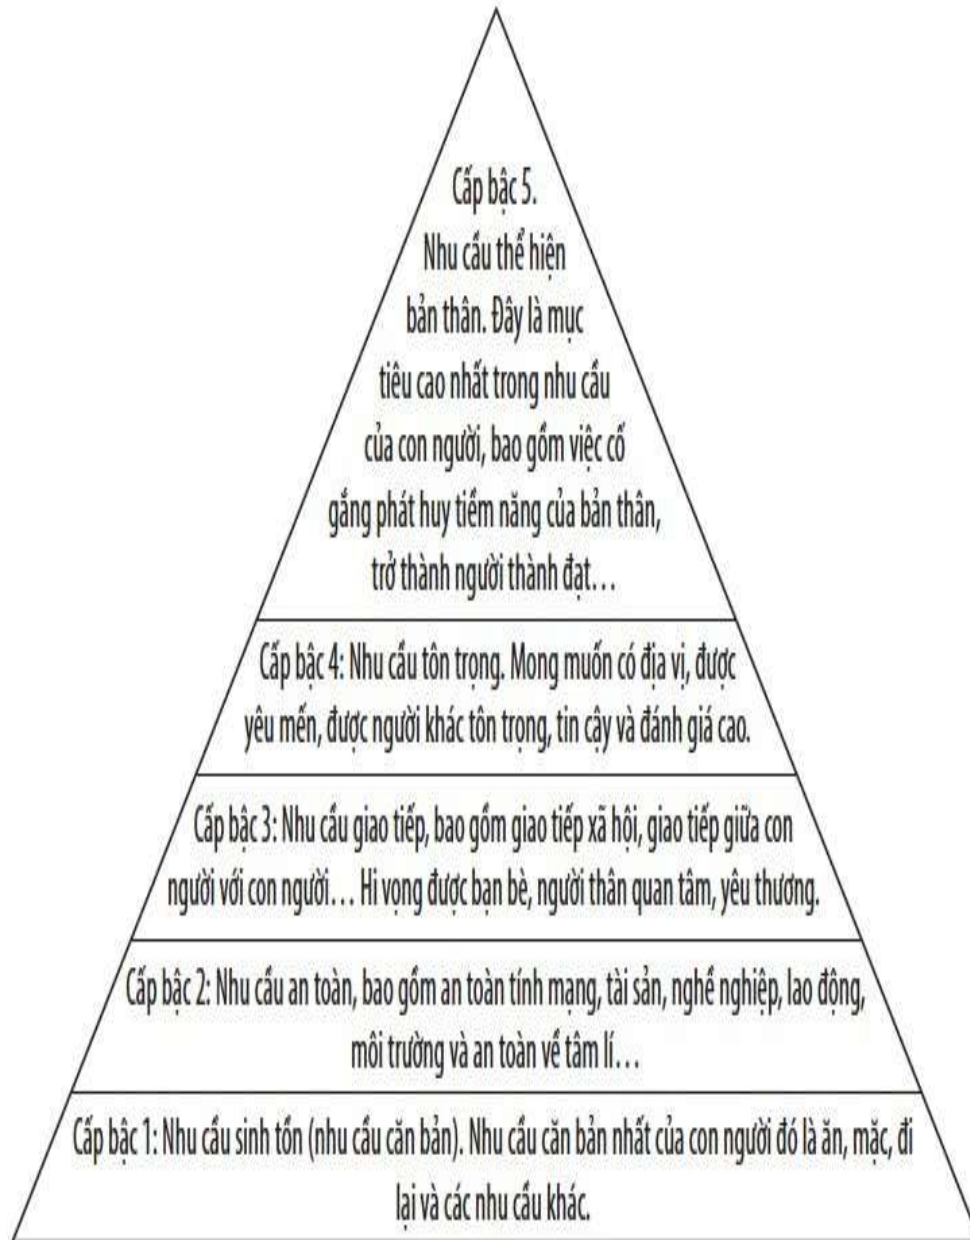 Cấp bậc 5.
Nhu cầu thể hiện
bản thân. Đây là mục
tiêu cao nhất trong nhu cầu
của con người, bao gồm việc cố
gắng phát huy tiềm năng của bản thân,
trở thành người thành đạt...
Cấp bậc 4: Nhu cầu tôn trọng. Mong muốn có địa vị, được
yêu mến, được người khác tôn trọng, tin cậy và đánh giá cao.
Cấp bậc 3: Nhu cầu giao tiếp, bao gồm giao tiếp xã hội, giao tiếp giữa con
người với con người... Hi vọng được bạn bè, người thân quan tâm, yêu thương.
Cấp bậc 2: Nhu cầu an toàn, bao gồm an toàn tính mạng, tài sản, nghề nghiệp, lao động,
môi trường và an toàn về tâm lí...
Cấp bậc 1: Nhu cầu sinh tồn (nhu cầu căn bản). Nhu cầu căn bản nhất của con người đó là ăn, mặc, đi
lại và các nhu cầu khác.